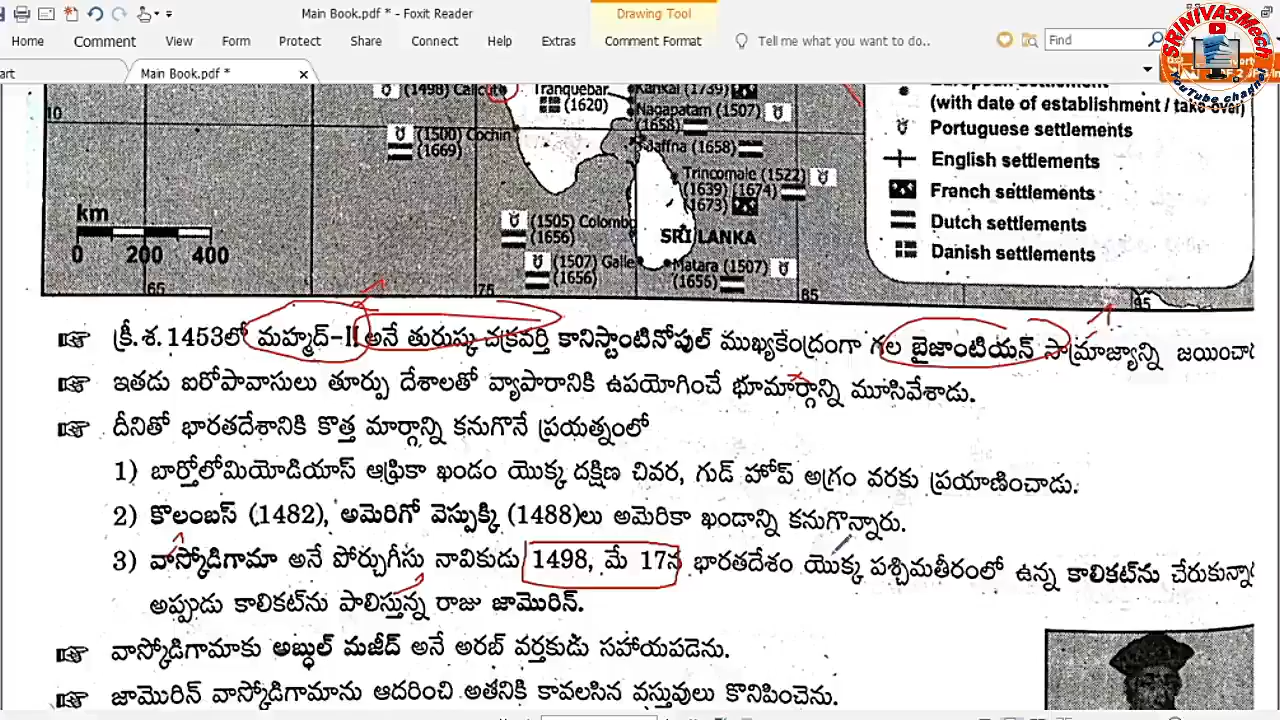 Main Book.pdf * - Foxit Reader
Drawing Tool
Home Comment View Form Protect Share Connect Help Extras Comment Format Tell me what you want to do.. Find
SRINIVASMech
YouTube channel
Main Book.pdf *
(1498) Calicut
Tranquebar
(1620)
Karikal (1739)
Nagapatam (1507)
(1658)
(1500) Cochin
(1669)
Jaffna (1658)
Trincomale (1522)
(1639) (1674)
(1673)
(1505) Colombo
(1656)
SRI LANKA
(1507) Galle
(1656)
Matara (1507)
(1655)
10
km
0 200 400
85
95
(with date of establishment / take over)
Portuguese settlements
English settlements
French settlements
Dutch settlements
Danish settlements
క్రీ.శ.1453లో మహ్మద్-II అనే తురుష్క చక్రవర్తి కానిస్టాంటినోపుల్ ముఖ్యకేంద్రంగా గల బైజాంటియన్ సామ్రాజ్యాన్ని
ఇతడు ఐరోపావాసులు తూర్పు దేశాలతో వ్యాపారానికి ఉపయోగించే భూమార్గాన్ని మూసివేశాడు.
దీనితో భారతదేశానికి కొత్త మార్గాన్ని కనుగొనే ప్రయత్నంలో
1) బార్తోలోమియోడియాస్ ఆఫ్రికా ఖండం యొక్క దక్షిణ చివర, గుడ్ హోప్ అగ్రం వరకు ప్రయాణించాడు.
2) కొలంబస్ (1482), అమెరిగో వెస్పుక్కి (1488)లు అమెరికా ఖండాన్ని కనుగొన్నారు.
3) వాస్కోడిగామా అనే పోర్చుగీసు నావికుడు 1498, మే 17న భారతదేశం యొక్క పశ్చిమతీరంలో ఉన్న కాలికట్‌ను
అప్పుడు కాలికట్‌ను పాలిస్తున్న రాజు జామొరిన్.
వాస్కోడిగామాకు అబ్దుల్ మజీద్ అనే అరబ్ వర్తకుడు సహాయపడెను.
జామొరిన్ వాస్కోడిగామాను ఆదరించి అతనికి కావలసిన వస్తువులు కొనిపించెను.